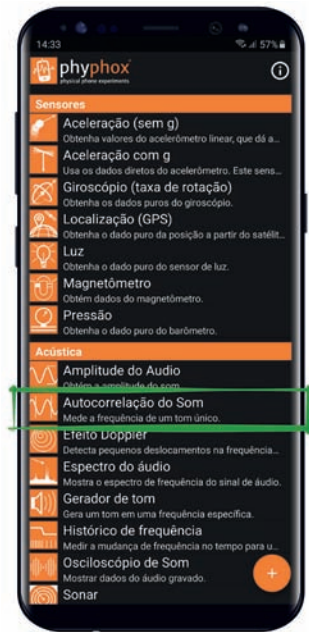 14:33
57%
phyphox
physical phone experiments
Sensores
Aceleração (sem g)
Obtenha valores do acelerômetro linear, que dá a...
Aceleração com g
Usa os dados diretos do acelerômetro. Este sens...
Giroscópio (taxa de rotação)
Obtenha os dados puros do giroscópio.
Localização (GPS)
Obtenha o dado puro da posição a partir do satélit...
Luz
Obtenha o dado puro do sensor de luz.
Magnetômetro
Obtém dados do magnetômetro.
Pressão
Obtenha o dado puro do barômetro.
Acústica
Amplitude do Audio
Obtém a amplitude do som.
Autocorrelação do Som
Mede a frequência de um tom único.
Efeito Doppler
Detecta pequenos deslocamentos na frequência...
Espectro do áudio
Mostra o espectro de frequência do sinal de áudio.
Gerador de tom
Gera um tom em uma frequência específica.
Histórico de frequência
Medir a mudança de frequência no tempo para u...
Osciloscópio de Som
Mostrar dados do áudio gravado.
Sonar